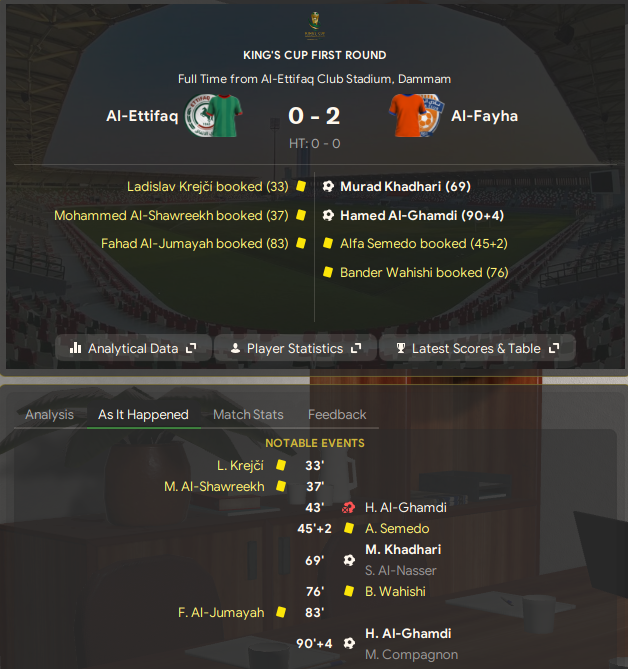 KING'S CUP FIRST ROUND
Full Time from Al-Ettifaq Club Stadium, Dammam
Al-Ettifaq 0 - 2 Al-Fayha
HT: 0 - 0
Ladislav Krejčí booked (33) Murad Khadhari (69)
Mohammed Al-Shawreekh booked (37) Hamed Al-Ghamdi (90+4)
Fahad Al-Jumayah booked (83) Alfa Semedo booked (45+2)
Bander Wahishi booked (76)
Analytical Data Player Statistics Latest Scores & Table
Analysis As It Happened Match Stats Feedback
NOTABLE EVENTS
L. Krejčí 33'
M. Al-Shawreekh 37'
43' H. Al-Ghamdi
45'+2 A. Semedo
69' M. Khadhari
S. Al-Nasser
76' B. Wahishi
F. Al-Jumayah 83'
90'+4 H. Al-Ghamdi
M. Compagnon